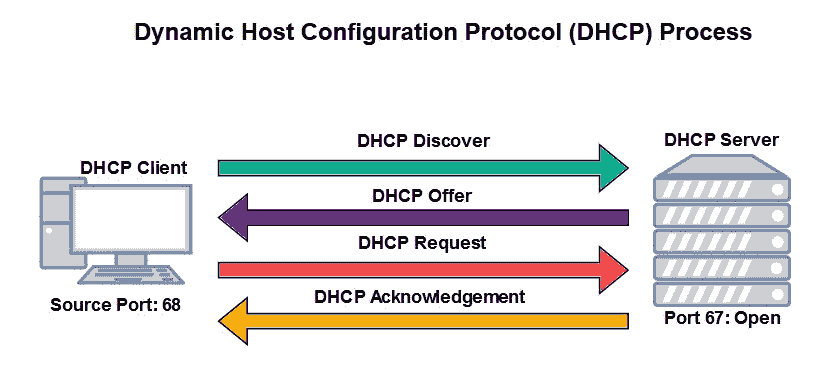 Dynamic Host Configuration Protocol (DHCP) Process
DHCP Discover
DHCP Server
DHCP Client
DHCP Offer
DHCP Request
DHCP Acknowledgement
Source Port: 68
Port 67: Open